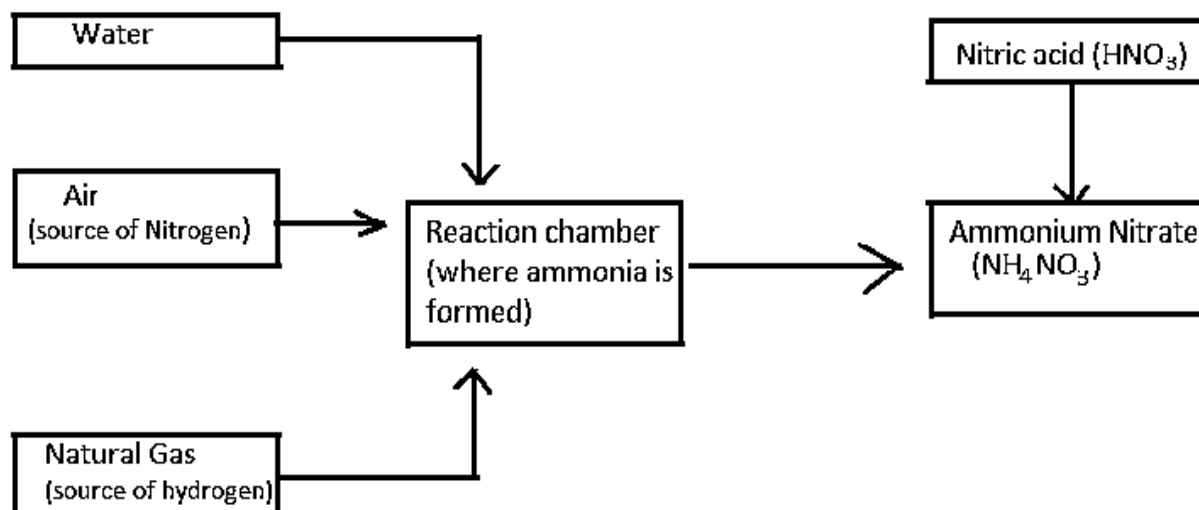 Water
Nitric acid (HNO₃)
Air
(source of Nitrogen)
Reaction chamber
(where ammonia is
formed)
Ammonium Nitrate
(NH₄NO₃)
Natural Gas
(source of hydrogen)